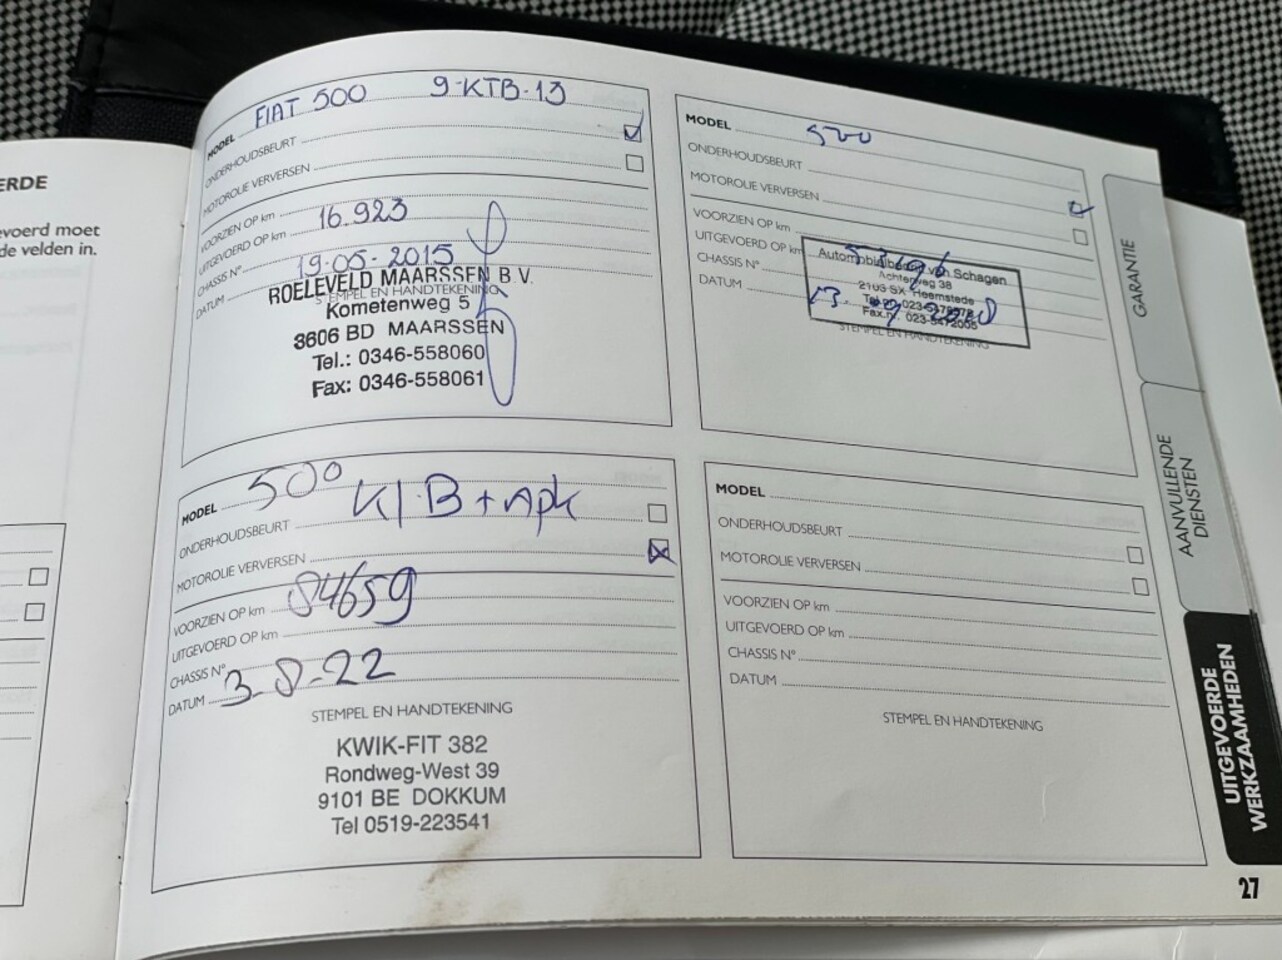 ERDE
evoerd moet
de velden in.
MODEL FIAT 500 9-KTB-13
ONDERHOUDSBEURT
MOTOROLIE VERVERSEN
VOORZIEN OP km
UITGEVOERD OP km 16.923
CHASSIS N°
DATUM 19-05-2015
STEMPEL EN HANDTEKENING
ROELEVELD MAARSSEN B.V.
Kometenweg 5
3606 BD MAARSSEN
Tel.: 0346-558060
Fax: 0346-558061
MODEL 500
ONDERHOUDSBEURT
MOTOROLIE VERVERSEN
VOORZIEN OP km
UITGEVOERD OP km
CHASSIS N°
DATUM
Automobielbedrijf van Schagen
Achterweg 38
2103 SX Heemstede
STEMPEL EN HANDTEKENING
MODEL 500
ONDERHOUDSBEURT
MOTOROLIE VERVERSEN
VOORZIEN OP km 84659
UITGEVOERD OP km
CHASSIS N°
DATUM 3-8-22
STEMPEL EN HANDTEKENING
KWIK-FIT 382
Rondweg-West 39
9101 BE DOKKUM
Tel 0519-223541
MODEL
ONDERHOUDSBEURT
MOTOROLIE VERVERSEN
VOORZIEN OP km
UITGEVOERD OP km
CHASSIS N°
DATUM
STEMPEL EN HANDTEKENING
GARANTIE
AANVULLENDE
DIENSTEN
UITGEVOERDE
WERKZAAMHEDEN
27